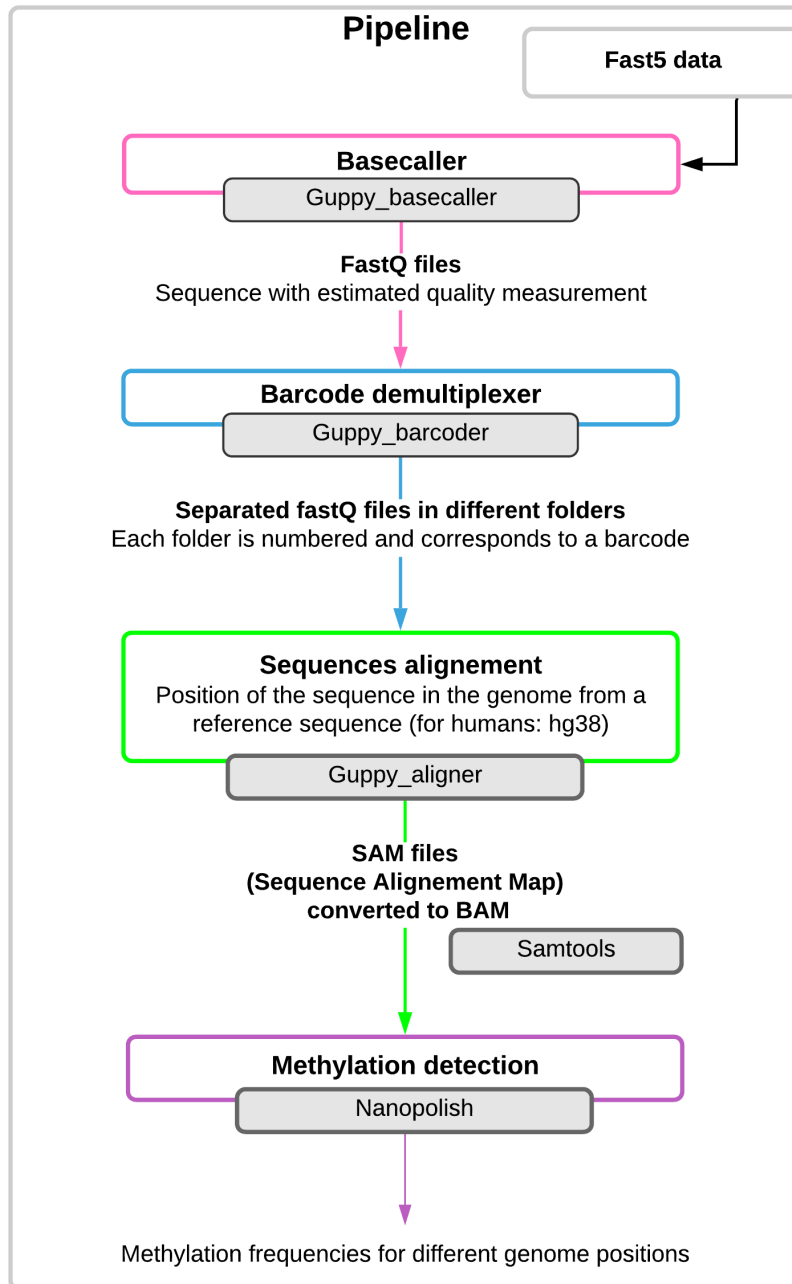 Pipeline
Fast5 data
Basecaller
Guppy_basecaller
FastQ files
Sequence with estimated quality measurement
Barcode demultiplexer
Guppy_barcoder
Separated fastQ files in different folders
Each folder is numbered and corresponds to a barcode
Sequences alignement
Position of the sequence in the genome from a
reference sequence (for humans: hg38)
Guppy_aligner
SAM files
(Sequence Alignement Map)
converted to BAM
Samtools
Methylation detection
Nanopolish
Methylation frequencies for different genome positions